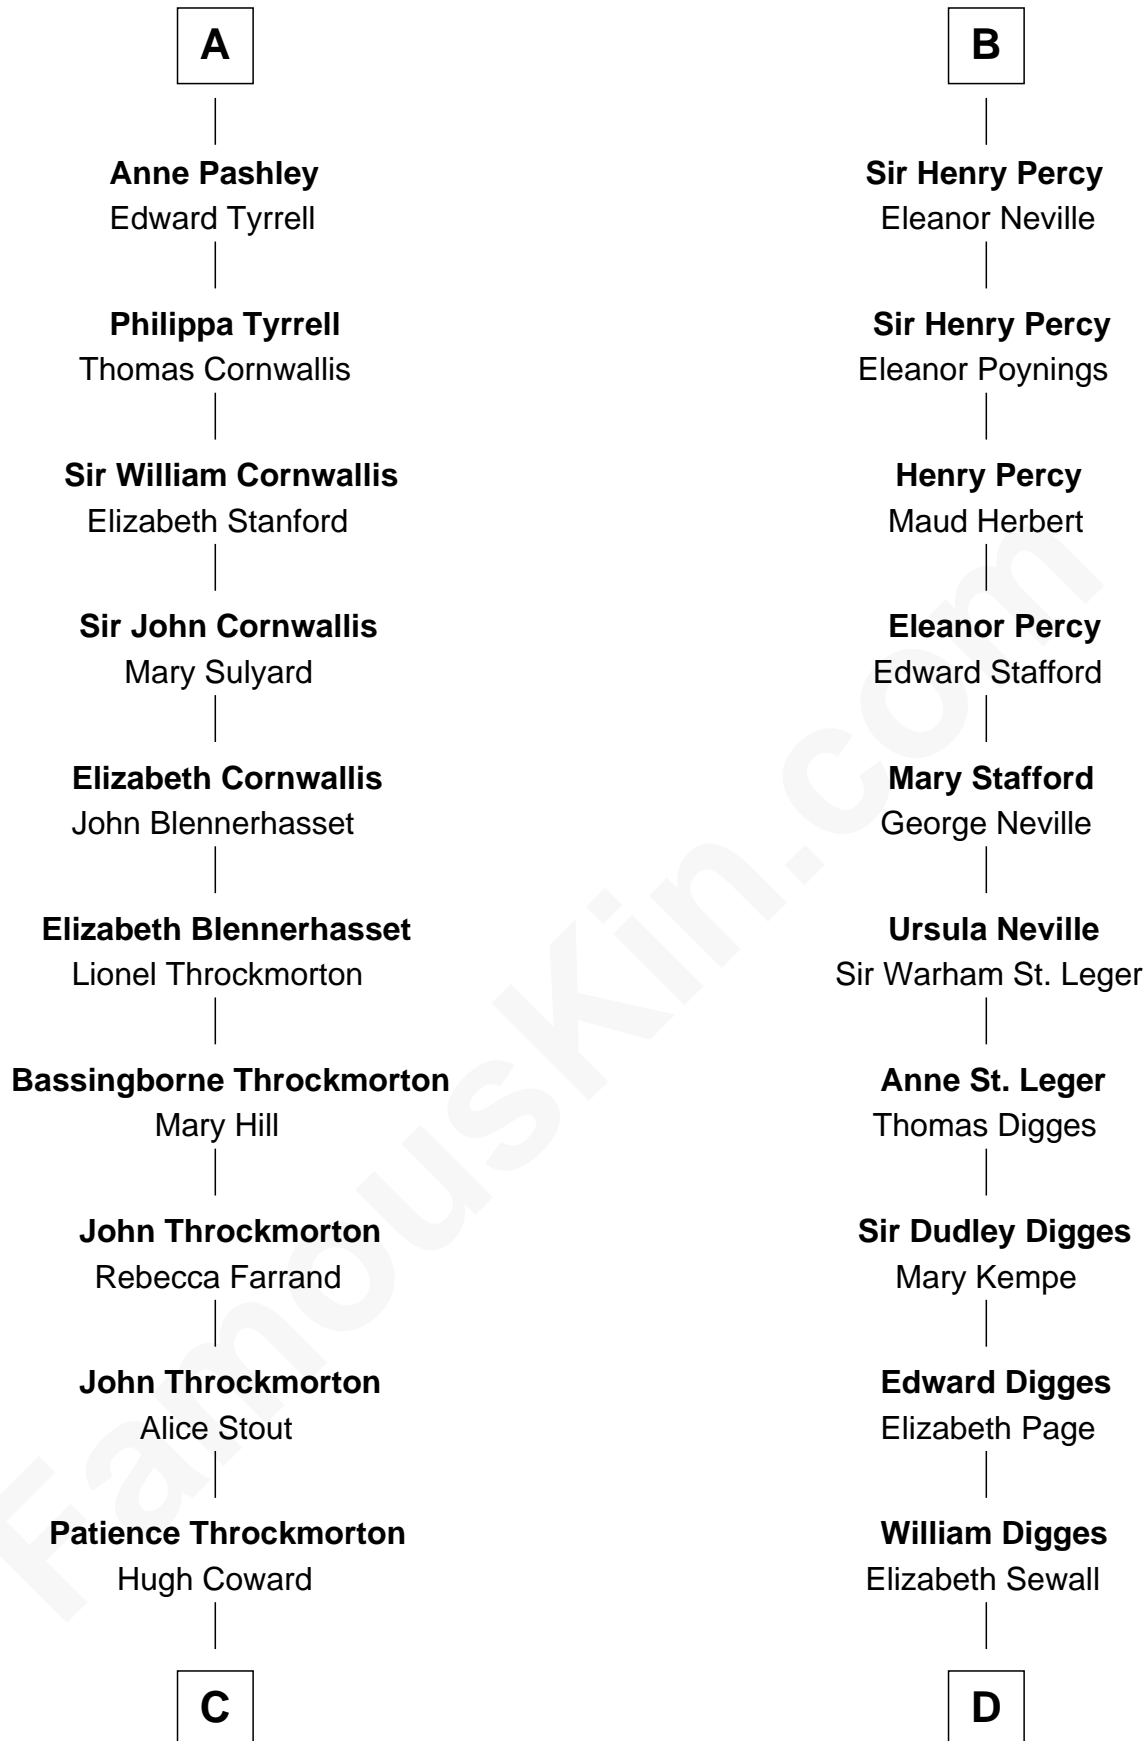 A
Anne Pashley
Edward Tyrrell
Philippa Tyrrell
Thomas Cornwallis
Sir William Cornwallis
Elizabeth Stanford
Sir John Cornwallis
Mary Sulyard
Elizabeth Cornwallis
John Blennerhasset
Elizabeth Blennerhasset
Lionel Throckmorton
Bassingborne Throckmorton
Mary Hill
John Throckmorton
Rebecca Farrand
John Throckmorton
Alice Stout
Patience Throckmorton
Hugh Coward
C
B
Sir Henry Percy
Eleanor Neville
Sir Henry Percy
Eleanor Poynings
Henry Percy
Maud Herbert
Eleanor Percy
Edward Stafford
Mary Stafford
George Neville
Ursula Neville
Sir Warham St. Leger
Anne St. Leger
Thomas Digges
Sir Dudley Digges
Mary Kempe
Edward Digges
Elizabeth Page
William Digges
Elizabeth Sewall
D
FamousKin.com